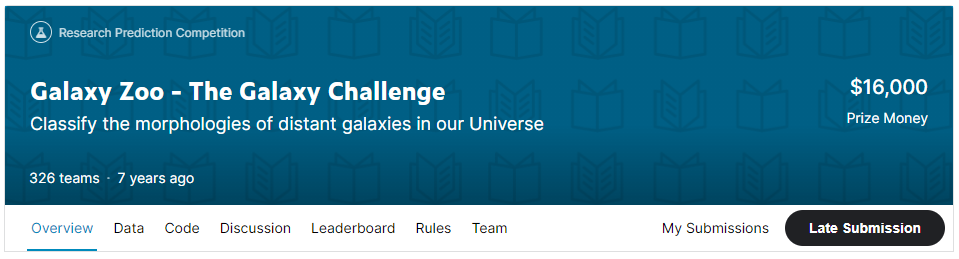 Research Prediction Competition
Galaxy Zoo - The Galaxy Challenge
$16,000
Classify the morphologies of distant galaxies in our Universe
Prize Money
326 teams · 7 years ago
Overview Data Code Discussion Leaderboard Rules Team My Submissions Late Submission